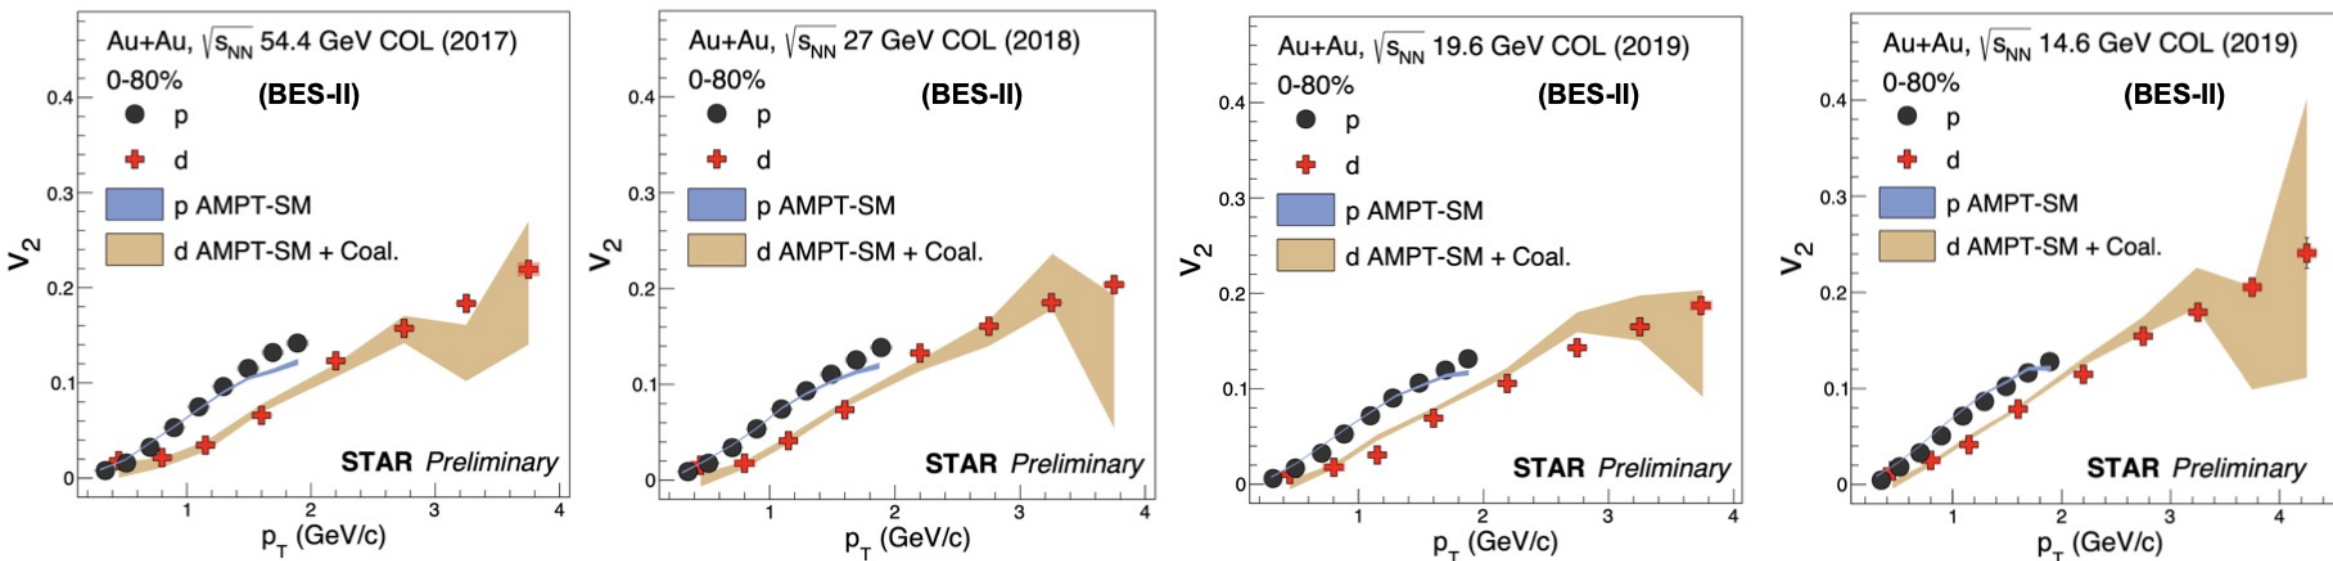 Au+Au, √sNN 54.4 GeV COL (2017)
0-80%
(BES-II)
p
d
p AMPT-SM
d AMPT-SM + Coal.
0.4
0.3
0.2
0.1
0
v2
STAR Preliminary
1 2 3 4
pT (GeV/c)
Au+Au, √sNN 27 GeV COL (2018)
0-80%
(BES-II)
p
d
p AMPT-SM
d AMPT-SM + Coal.
0.4
0.3
0.2
0.1
0
v2
STAR Preliminary
1 2 3 4
pT (GeV/c)
Au+Au, √sNN 19.6 GeV COL (2019)
0-80%
(BES-II)
p
d
p AMPT-SM
d AMPT-SM + Coal.
0.4
0.3
0.2
0.1
0
v2
STAR Preliminary
1 2 3 4
pT (GeV/c)
Au+Au, √sNN 14.6 GeV COL (2019)
0-80%
(BES-II)
p
d
p AMPT-SM
d AMPT-SM + Coal.
0.4
0.3
0.2
0.1
0
v2
STAR Preliminary
1 2 3 4
pT (GeV/c)